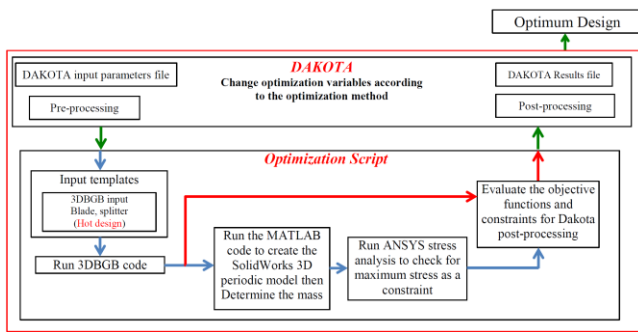 Optimum Design
DAKOTA
DAKOTA input parameters file
Change optimization variables according
to the optimization method
DAKOTA Results file
Pre-processing
Post-processing
Optimization Script
Input templates
3DBGB input
Blade, splitter
(Hot design)
Run 3DBGB code
Run the MATLAB
code to create the
SolidWorks 3D
periodic model then
Determine the mass
Run ANSYS stress
analysis to check for
maximum stress as a
constraint
Evaluate the objective
functions and
constraints for Dakota
post-processing